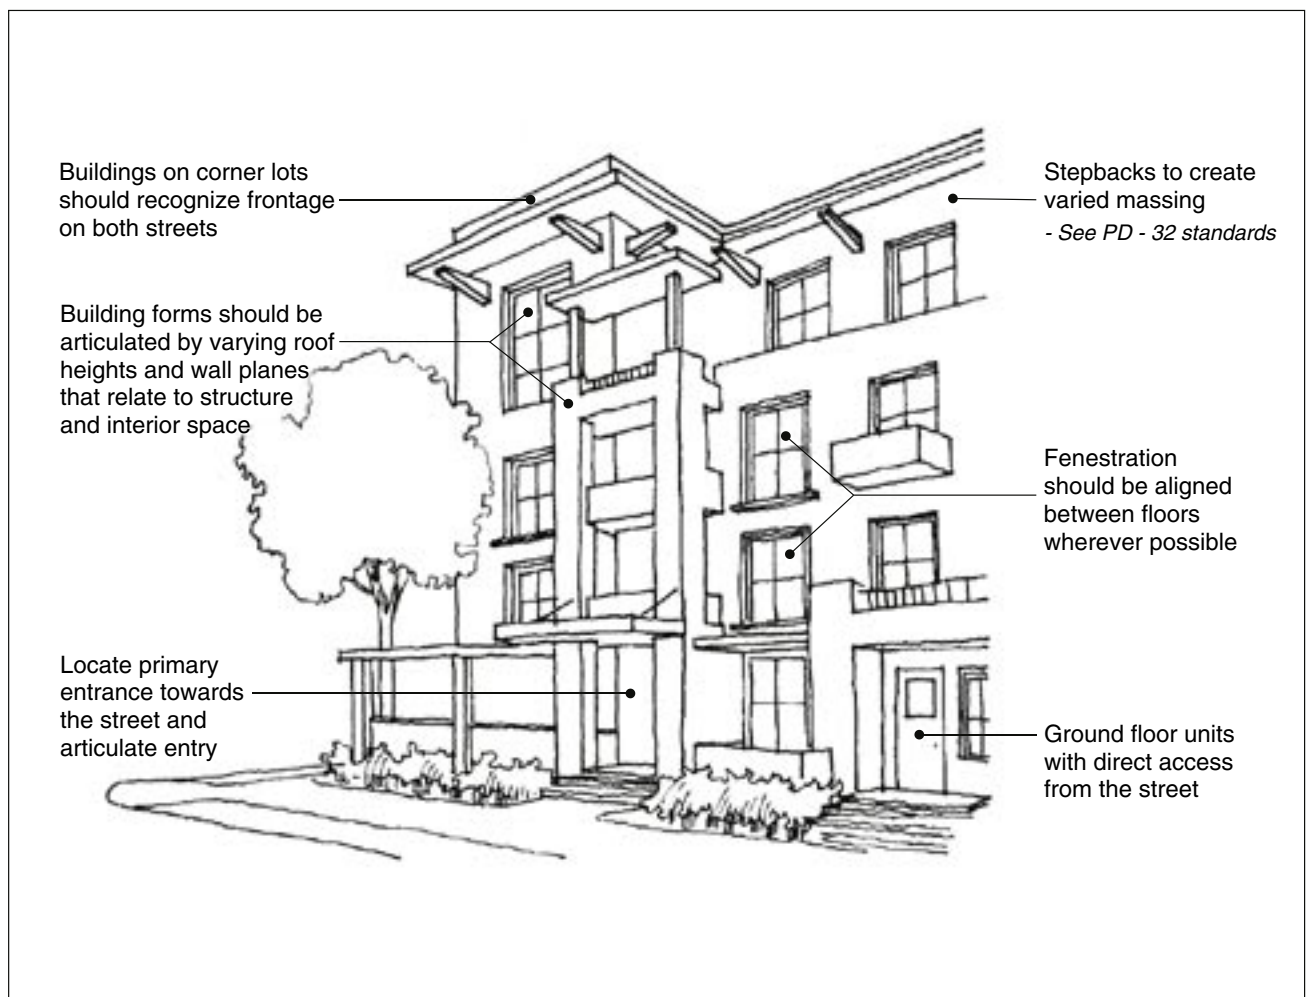 Buildings on corner lots
should recognize frontage
on both streets
Building forms should be
articulated by varying roof
heights and wall planes
that relate to structure
and interior space
Locate primary
entrance towards
the street and
articulate entry
Stepbacks to create
varied massing
- See PD - 32 standards
Fenestration
should be aligned
between floors
wherever possible
Ground floor units
with direct access
from the street